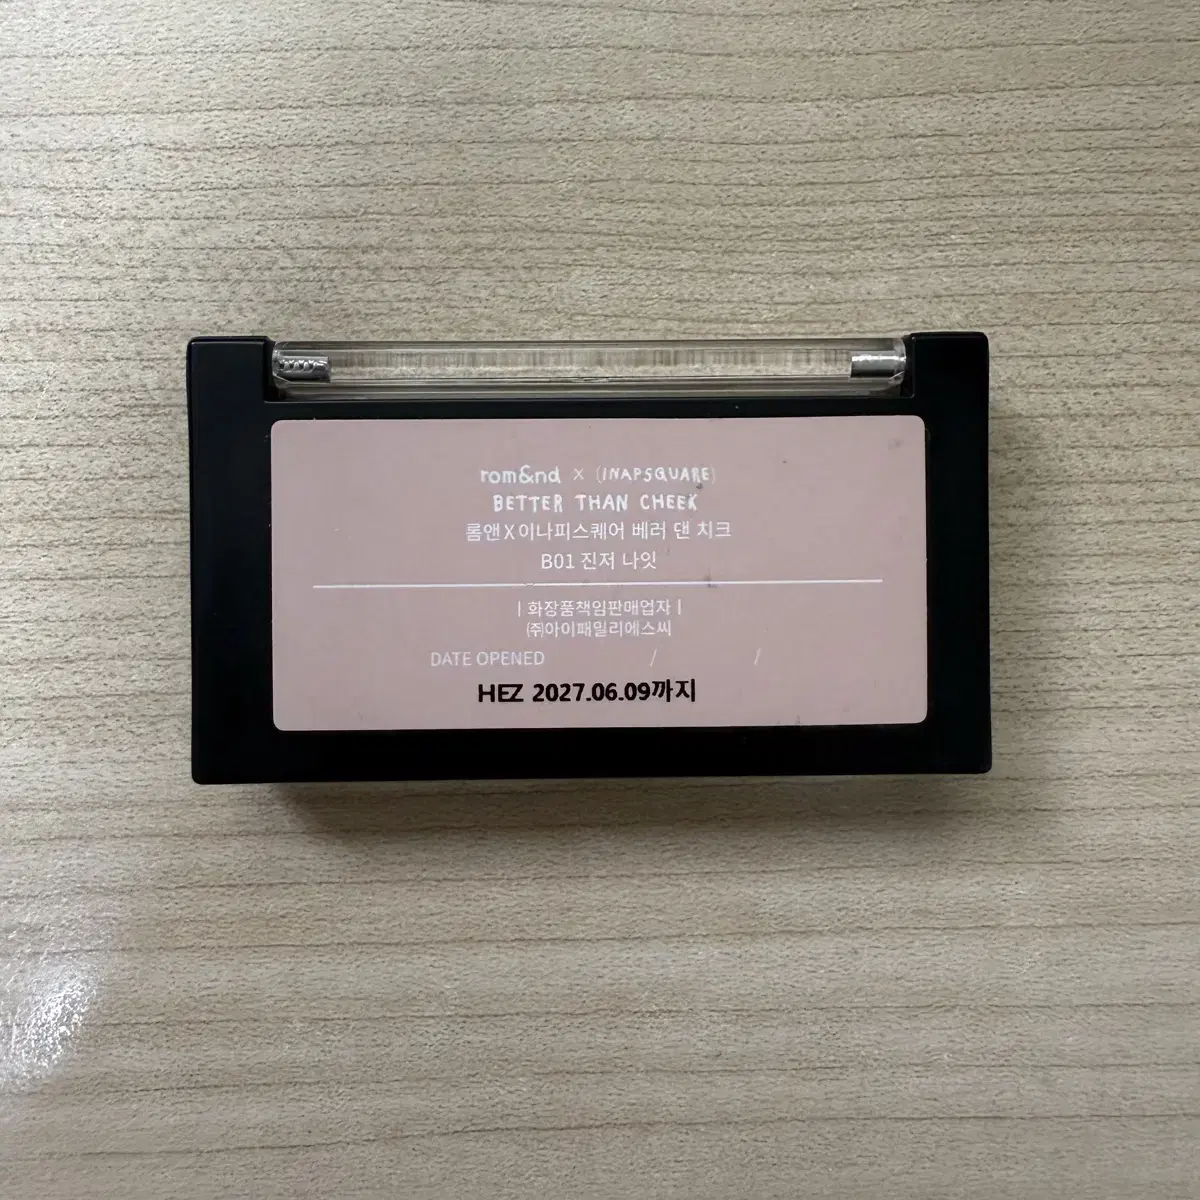 rom&nd X (INAPSQUARE)
BETTER THAN CHEEK
롬앤X이나피스퀘어 베러 댄 치크
B01 진저 나잇
| 화장품책임판매업자 |
㈜아이패밀리에스씨
DATE OPENED / /
HEZ 2027.06.09까지